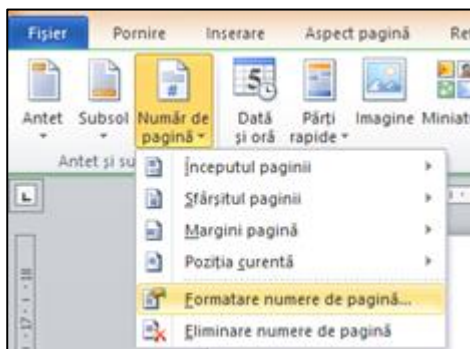 Fișier Pornire Inserare Aspect pagină
Antet Subsol Număr de pagină Dată și oră Părți rapide Imagine
Antet și su
Începutul paginii
Sfârșitul paginii
Margini pagină
Poziția curentă
Formatare numere de pagină...
Eliminare numere de pagină